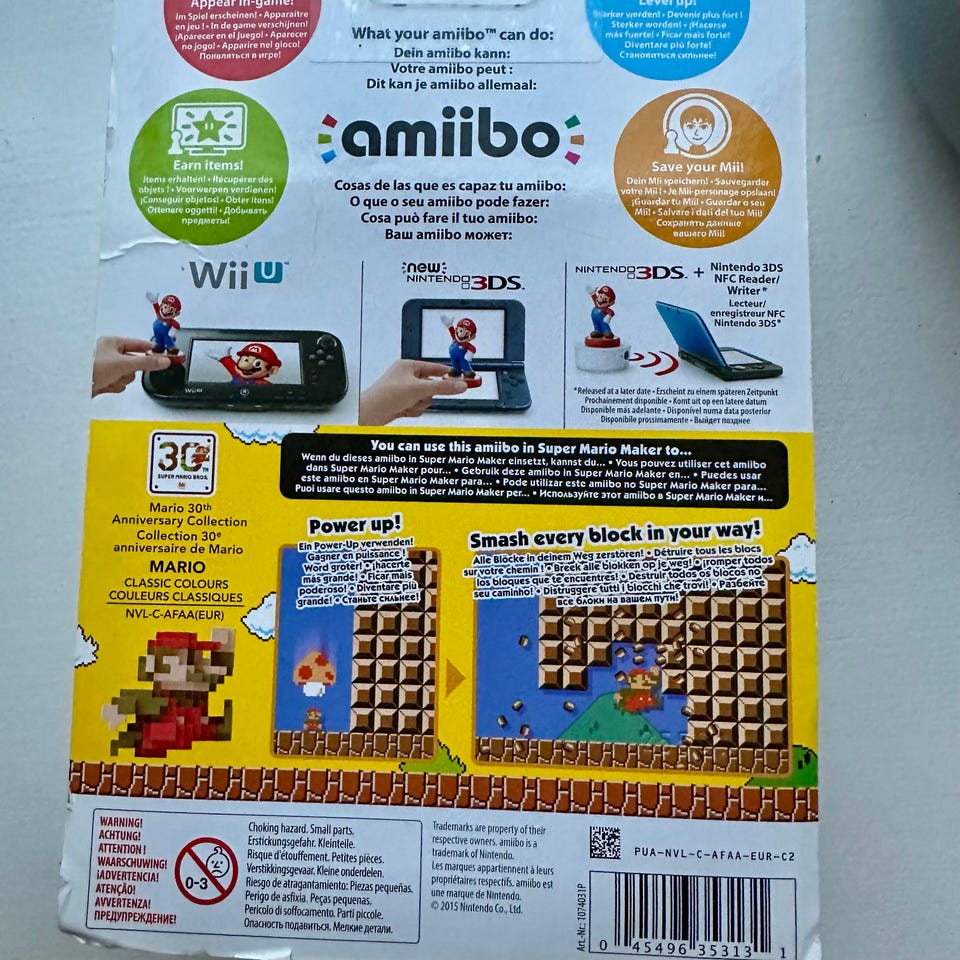 Appear in-game!
Im Spiel erscheinen! • Apparaître
en jeu ! • In de game verschijnen!
¡Aparecer en el juego! • Aparecer
no jogo! • Apparire nel gioco!
Появляться в игре!
What your amiibo™ can do:
Dein amiibo kann:
Votre amiibo peut :
Dit kan je amiibo allemaal:
Level up!
Stärker werden! • Devenir plus fort !
Sterker worden! • ¡Hacerse
más fuerte! • Ficar mais forte!
Diventare più forte!
Становиться сильнее!
Earn items!
Items erhalten! • Récupérer des
objets ! • Voorwerpen verdienen!
¡Conseguir objetos! • Obter itens!
Ottenere oggetti! • Добывать
предметы!
amiibo
Cosas de las que es capaz tu amiibo:
O que o seu amiibo pode fazer:
Cosa può fare il tuo amiibo:
Ваш amiibo может:
Save your Mii!
Dein Mii speichern! • Sauvegarder
votre Mii ! • Je Mii-personage opslaan!
¡Guardar tu Mii! • Guardar o seu
Mii! • Salvare i dati del tuo Mii!
Сохранять данные
вашего Mii!
Wii U™
WiiU
new
NINTENDO 3DS™
NINTENDO 3DS™ +
Nintendo 3DS
NFC Reader/
Writer *
Lecteur/
enregistreur NFC
Nintendo 3DS*
*Released at a later date • Erscheint zu einem späteren Zeitpunkt
Prochainement disponible • Komt uit op een latere datum
Disponible más adelante • Disponível numa data posterior
Disponibile prossimamente • Выйдет позднее
30™
SUPER MARIO BROS.
Mario 30th
Anniversary Collection
Collection 30e
anniversaire de Mario
MARIO
CLASSIC COLOURS
COULEURS CLASSIQUES
NVL-C-AFAA(EUR)
You can use this amiibo in Super Mario Maker to...
Wenn du dieses amiibo in Super Mario Maker einsetzt, kannst du... • Vous pouvez utiliser cet amiibo
dans Super Mario Maker pour... • Gebruik deze amiibo in Super Mario Maker en... • Puedes usar
este amiibo en Super Mario Maker para... • Pode utilizar este amiibo no Super Mario Maker para...
Puoi usare questo amiibo in Super Mario Maker per... • Используйте этот amiibo в Super Mario Maker и...
Power up!
Ein Power-Up verwenden!
Gagner en puissance !
Word groter! • ¡hacerte
más grande! • Ficar mais
poderoso! • Diventare più
grande! • Станьте сильнее!
Smash every block in your way!
Alle Blöcke in deinem Weg zerstören! • Détruire tous les blocs
sur votre chemin ! • Breek alle blokken op je weg! • ¡romper todos
los bloques que te encuentres! • Destruir todos os blocos no
seu caminho! • Distruggere tutti i blocchi che trovi! • Разбейте
все блоки на вашем пути!
WARNING!
ACHTUNG!
ATTENTION !
WAARSCHUWING!
¡ADVERTENCIA!
ATENÇÃO!
AVVERTENZA!
ПРЕДУПРЕЖДЕНИЕ!
0-3
Choking hazard. Small parts.
Erstickungsgefahr. Kleinteile.
Risque d'étouffement. Petites pièces.
Verstikkingsgevaar. Kleine onderdelen.
Riesgo de atragantamiento: Piezas pequeñas.
Perigo de asfixia. Peças pequenas.
Pericolo di soffocamento. Parti piccole.
Опасность подавиться. Мелкие детали.
Trademarks are property of their
respective owners. amiibo is a
trademark of Nintendo.
Les marques appartiennent à leurs
propriétaires respectifs. amiibo est
une marque de Nintendo.
© 2015 Nintendo Co., Ltd.
PUA-NVL-C-AFAA-EUR-C2
Art.-Nr.: 1074031P
0 45496 35313 1